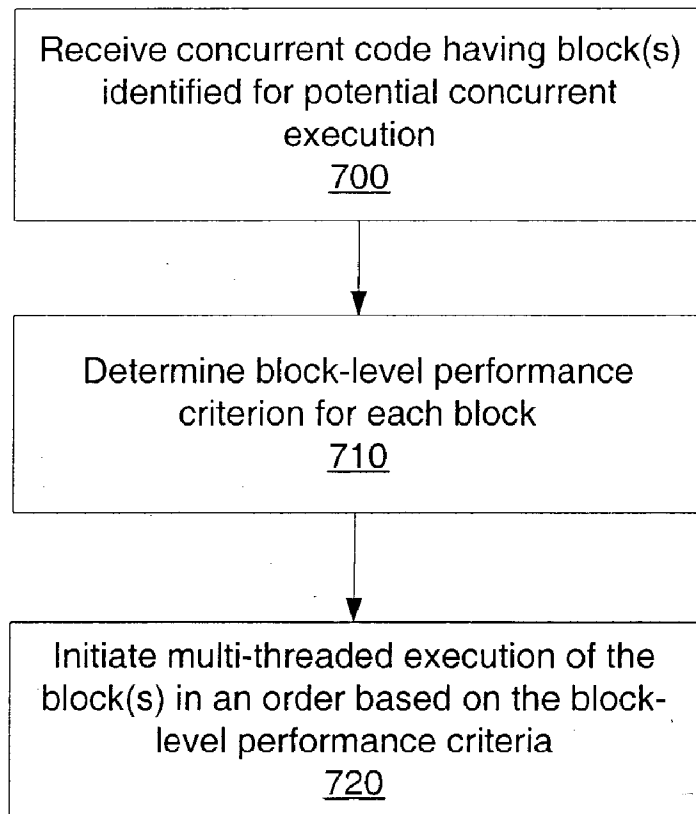 Receive concurrent code having block(s)
identified for potential concurrent
execution
700
Determine block-level performance
criterion for each block
710
Initiate multi-threaded execution of the
block(s) in an order based on the block-
level performance criteria
720